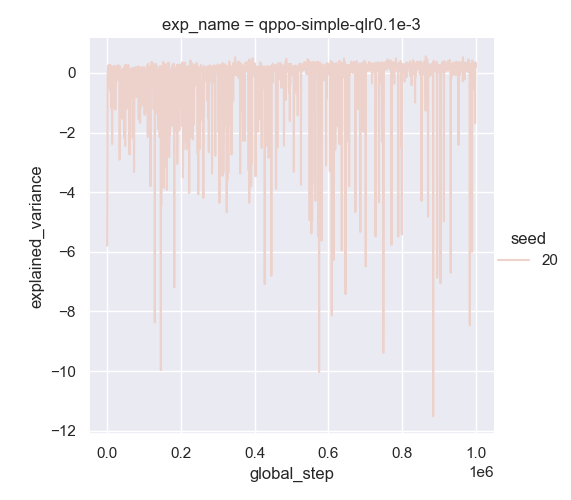 exp_name = qppo-simple-qlr0.1e-3
0
−2
−4
−6
−8
−10
−12
explained_variance
0.0 0.2 0.4 0.6 0.8 1.0
1e6
global_step
seed
20